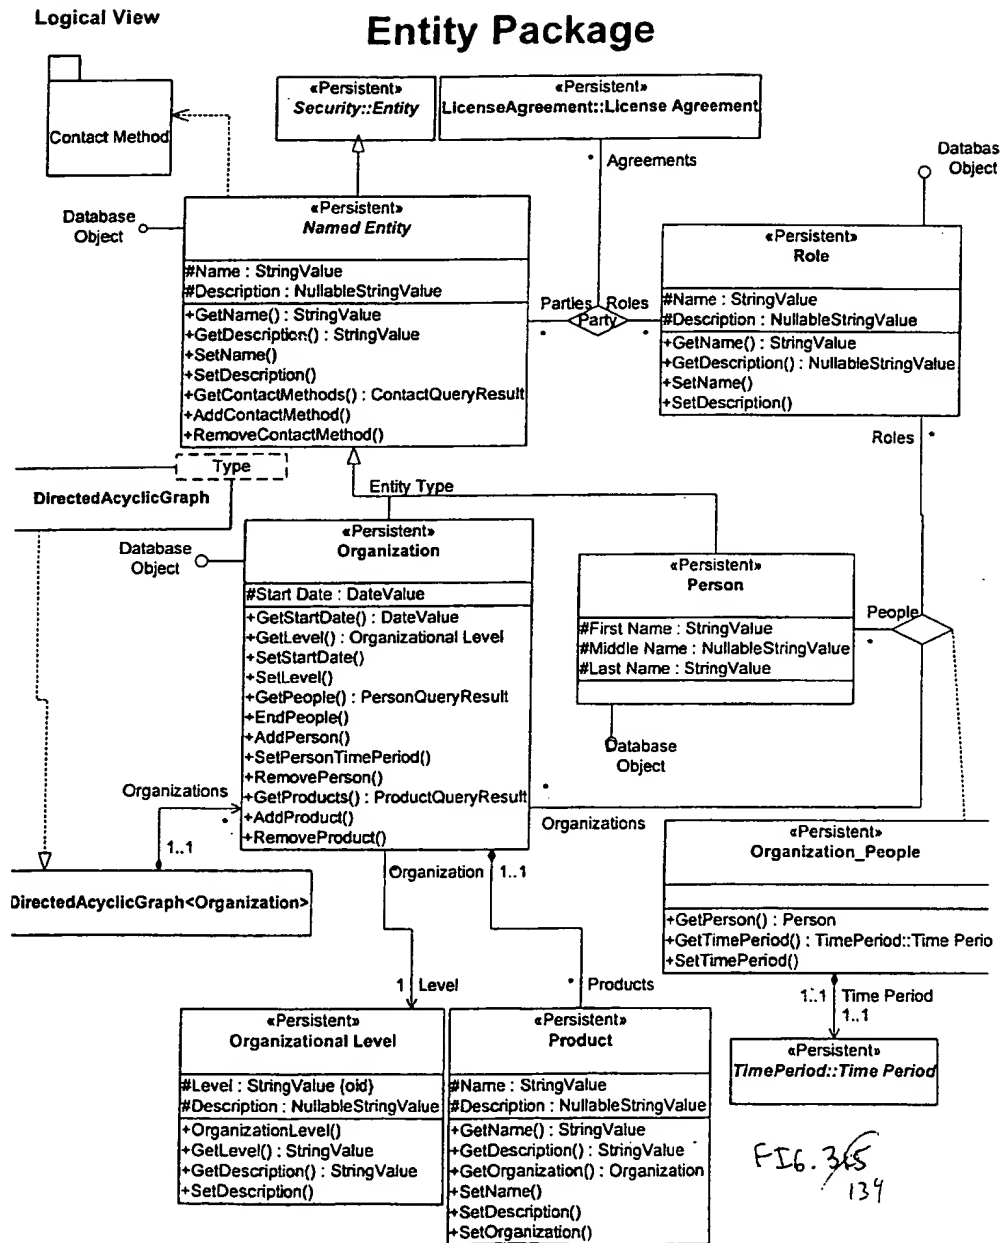 Logical View
Entity Package
Contact Method
«Persistent»
Security::Entity
«Persistent»
LicenseAgreement::License Agreement
* Agreements
Database
Object
«Persistent»
Named Entity
#Name : StringValue
#Description : NullableStringValue
+GetName() : StringValue
+GetDescription() : StringValue
+SetName()
+SetDescription()
+GetContactMethods() : ContactQueryResult
+AddContactMethod()
+RemoveContactMethod()
Parties Roles
Party
* *
Databas
Object
«Persistent»
Role
#Name : StringValue
#Description : NullableStringValue
+GetName() : StringValue
+GetDescription() : NullableStringValue
+SetName()
+SetDescription()
Roles *
Type
DirectedAcyclicGraph
Entity Type
Database
Object
«Persistent»
Organization
#Start Date : DateValue
+GetStartDate() : DateValue
+GetLevel() : Organizational Level
+SetStartDate()
+SetLevel()
+GetPeople() : PersonQueryResult
+EndPeople()
+AddPerson()
+SetPersonTimePeriod()
+RemovePerson()
+GetProducts() : ProductQueryResult
+AddProduct()
+RemoveProduct()
«Persistent»
Person
#First Name : StringValue
#Middle Name : NullableStringValue
#Last Name : StringValue
Database
Object
People
*
Organizations
*
1..1
*
Organizations
DirectedAcyclicGraph<Organization>
Organization 1..1
«Persistent»
Organization_People
+GetPerson() : Person
+GetTimePeriod() : TimePeriod::Time Perio
+SetTimePeriod()
1 Level
* Products
1..1 Time Period
1..1
«Persistent»
TimePeriod::Time Period
«Persistent»
Organizational Level
#Level : StringValue {oid}
#Description : NullableStringValue
+OrganizationLevel()
+GetLevel() : StringValue
+GetDescription() : StringValue
+SetDescription()
«Persistent»
Product
#Name : StringValue
#Description : NullableStringValue
+GetName() : StringValue
+GetDescription() : StringValue
+GetOrganization() : Organization
+SetName()
+SetDescription()
+SetOrganization()
FIG.
134